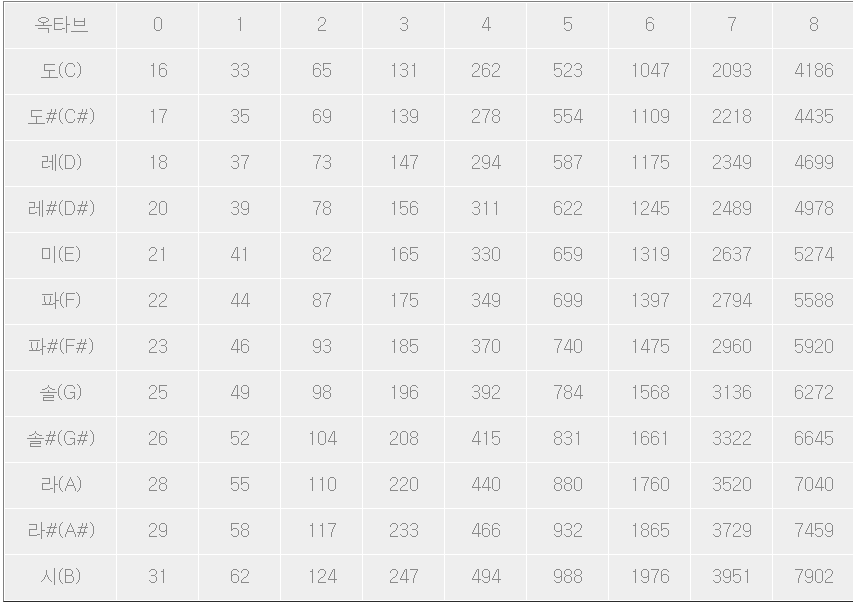 옥타브 0 1 2 3 4 5 6 7 8
도(C) 16 33 65 131 262 523 1047 2093 4186
도#(C#) 17 35 69 139 278 554 1109 2218 4435
레(D) 18 37 73 147 294 587 1175 2349 4699
레#(D#) 20 39 78 156 311 622 1245 2489 4978
미(E) 21 41 82 165 330 659 1319 2637 5274
파(F) 22 44 87 175 349 699 1397 2794 5588
파#(F#) 23 46 93 185 370 740 1475 2960 5920
솔(G) 25 49 98 196 392 784 1568 3136 6272
솔#(G#) 26 52 104 208 415 831 1661 3322 6645
라(A) 28 55 110 220 440 880 1760 3520 7040
라#(A#) 29 58 117 233 466 932 1865 3729 7459
시(B) 31 62 124 247 494 988 1976 3951 7902